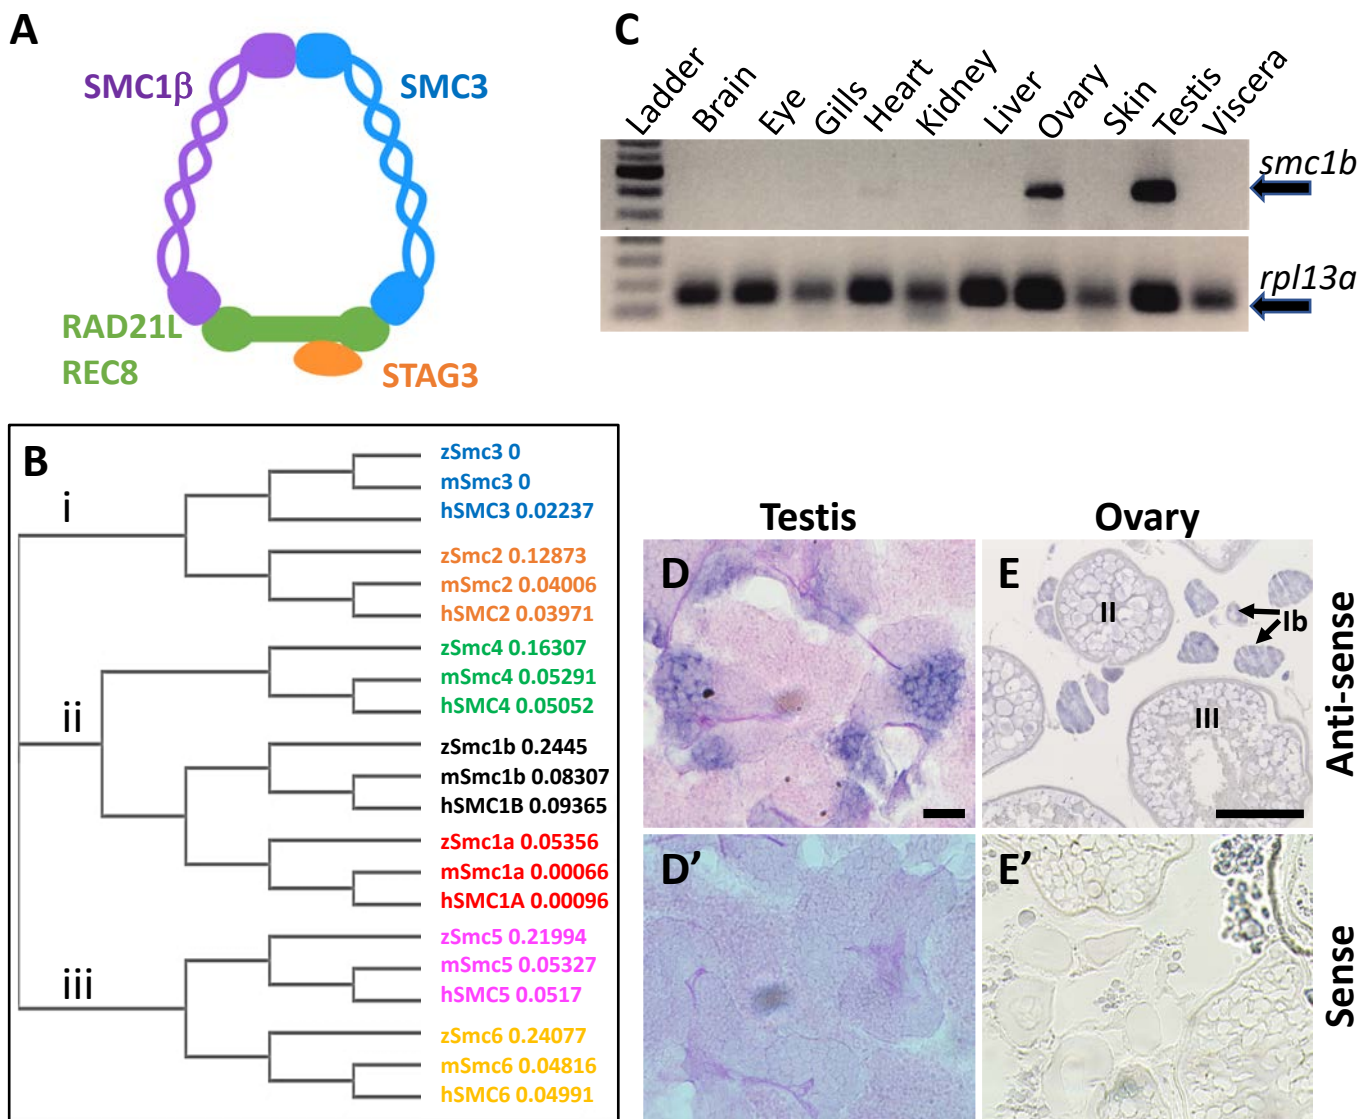 A
SMC1β
SMC3
RAD21L
REC8
STAG3
C
Ladder
Brain
Eye
Gills
Heart
Kidney
Liver
Ovary
Skin
Testis
Viscera
smc1b
rpl13a
B
i
zSmc3 0
mSmc3 0
hSMC3 0.02237
zSmc2 0.12873
mSmc2 0.04006
hSMC2 0.03971
ii
zSmc4 0.16307
mSmc4 0.05291
hSMC4 0.05052
zSmc1b 0.2445
mSmc1b 0.08307
hSMC1B 0.09365
zSmc1a 0.05356
mSmc1a 0.00066
hSMC1A 0.00096
iii
zSmc5 0.21994
mSmc5 0.05327
hSMC5 0.0517
zSmc6 0.24077
mSmc6 0.04816
hSMC6 0.04991
Testis
Ovary
D
E
II
Ib
III
Anti-sense
D’
E’
Sense